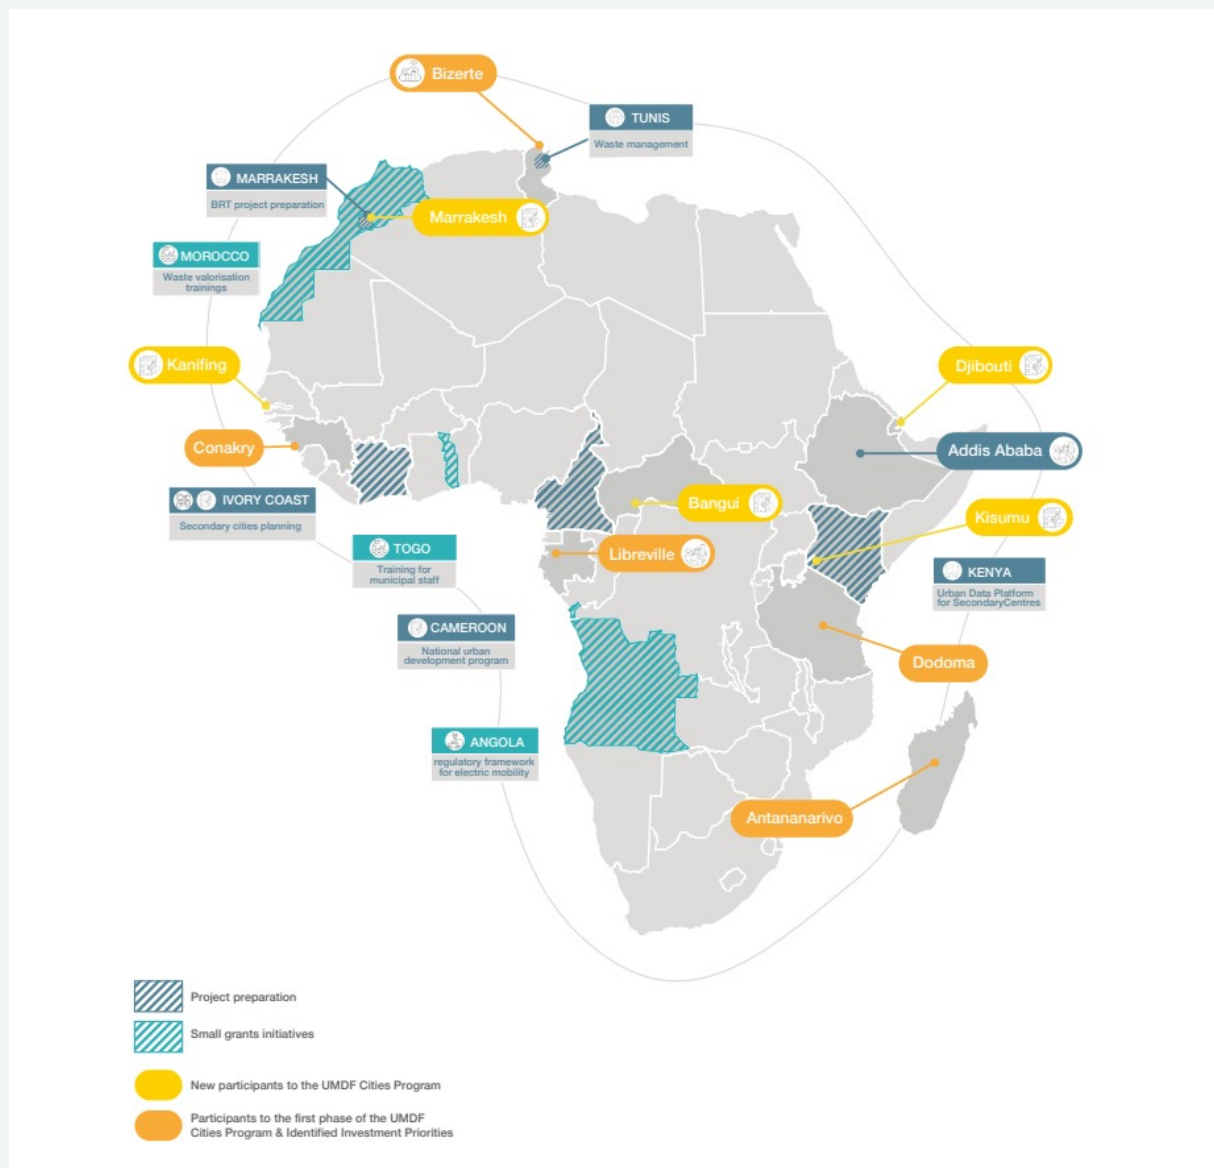 Bizerte
TUNIS
Waste management
MARRAKESH
BRT project preparation
Marrakesh
MOROCCO
Waste valorisation
trainings
Kanifing
Djibouti
Conakry
Addis Ababa
IVORY COAST
Secondary cities planning
Bangui
Kisumu
TOGO
Training for
municipal staff
Libreville
KENYA
Urban Data Platform
for SecondaryCentres
CAMEROON
National urban
development program
Dodoma
ANGOLA
regulatory framework
for electric mobility
Antananarivo
Project preparation
Small grants initiatives
New participants to the UMDF Cities Program
Participants to the first phase of the UMDF
Cities Program & Identified Investment Priorities